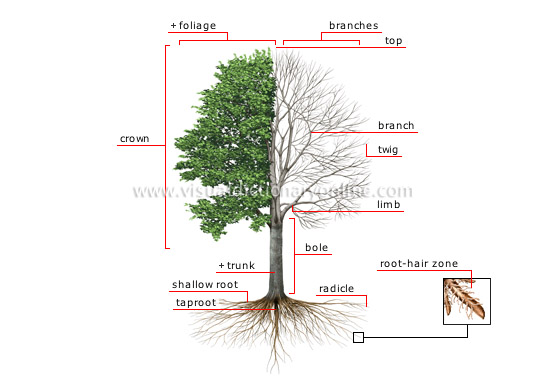 + foliage
branches
top
crown
branch
twig
www.visualdictionaryonline.com
limb
bole
+ trunk
root-hair zone
shallow root
radicle
taproot